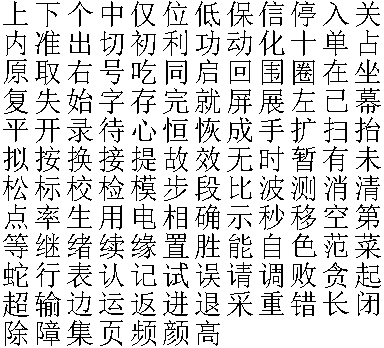 上下个中仅位低保信停入关
内准出切初利功动化十单占
原取右号吃同启回围圈在坐
复失始字存完就屏展左己幕
平开录待心恒恢成手扩扫抬
拟按换接提故效无时暂有未
松标校检模步段比波测消清
点率生用电相确示秒移空第
等继绪续缘置胜能自色范菜
蛇行表认记试误请调败贪起
超输边运返进退采重错长闭
除障集页频颜高